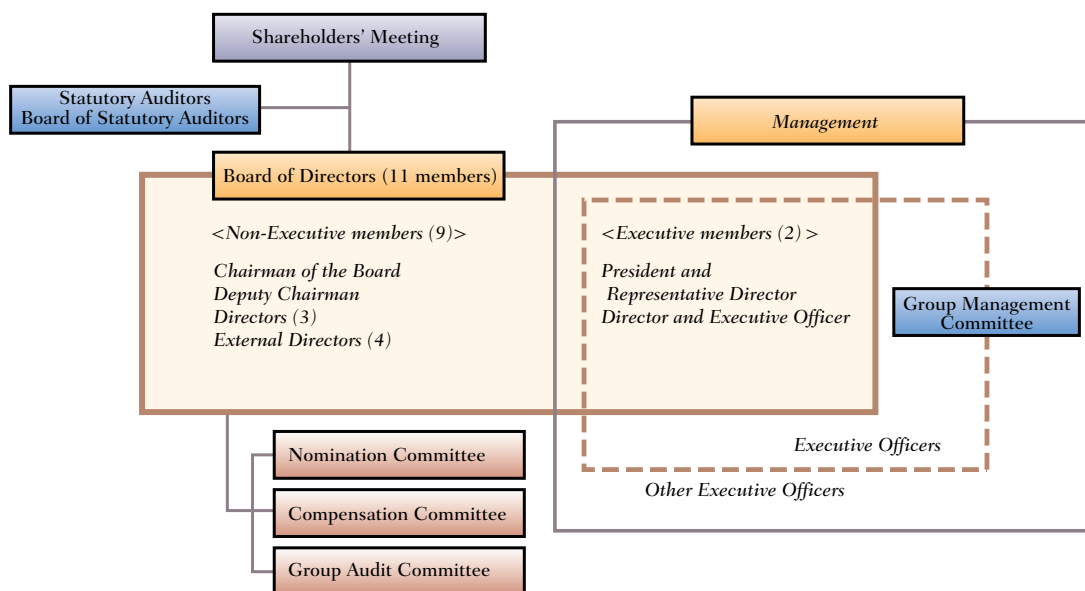 Shareholders' Meeting
Statutory Auditors
Board of Statutory Auditors
Management
Board of Directors (11 members)
<Non-Executive members (9)>
Chairman of the Board
Deputy Chairman
Directors (3)
External Directors (4)
<Executive members (2) >
President and
Representative Director
Director and Executive Officer
Group Management
Committee
Executive Officers
Other Executive Officers
Nomination Committee
Compensation Committee
Group Audit Committee